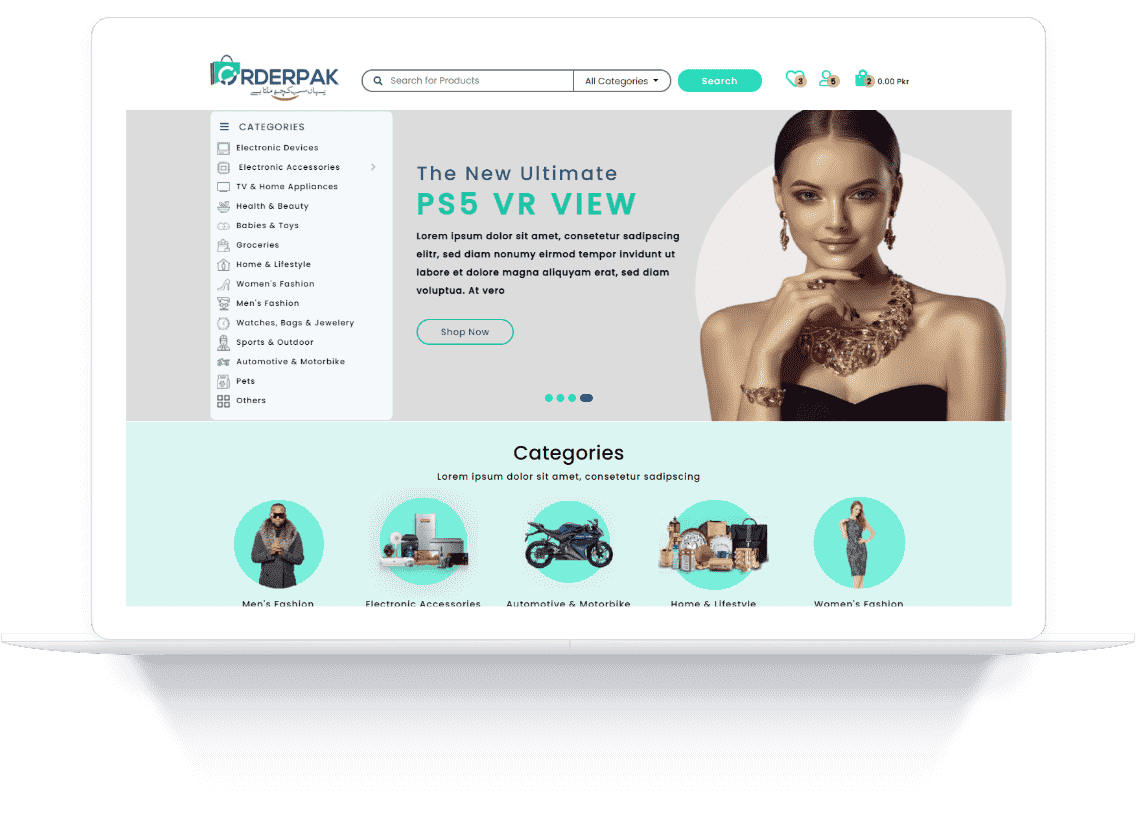 ORDERPAK
یہاں سب کچھ ملتا ہے
Search for Products
All Categories
Search
3
5
2
0.00 Pkr
CATEGORIES
Electronic Devices
Electronic Accessories
TV & Home Appliances
Health & Beauty
Babies & Toys
Groceries
Home & Lifestyle
Women's Fashion
Men's Fashion
Watches, Bags & Jewelery
Sports & Outdoor
Automotive & Motorbike
Pets
Others
The New Ultimate
PS5 VR VIEW
Lorem ipsum dolor sit amet, consetetur sadipscing
elitr, sed diam nonumy eirmod tempor invidunt ut
labore et dolore magna aliquyam erat, sed diam
voluptua. At vero
Shop Now
Categories
Lorem ipsum dolor sit amet, consetetur sadipscing
Men's Fashion
Electronic Accessories
Automotive & Motorbike
Home & Lifestyle
Women's Fashion